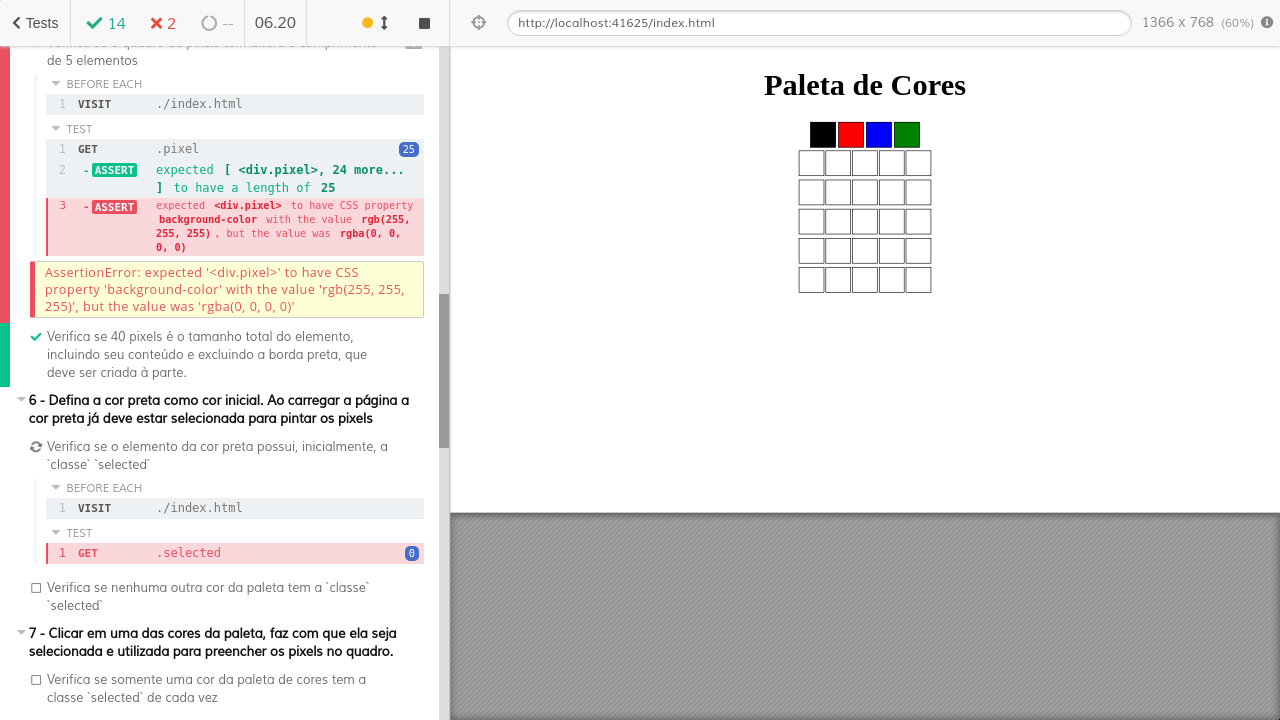 Tests 14 2 -- 06.20
http://localhost:41625/index.html 1366 x 768 (60%)
de 5 elementos
BEFORE EACH
1 VISIT ./index.html
TEST
1 GET .pixel 25
2 -ASSERT expected [ <div.pixel>, 24 more...
] to have a length of 25
3 -ASSERT expected <div.pixel> to have CSS property
background-color with the value rgb(255,
255, 255) , but the value was rgba(0, 0,
0, 0)
AssertionError: expected '<div.pixel>' to have CSS
property 'background-color' with the value 'rgb(255, 255,
255)', but the value was 'rgba(0, 0, 0, 0)'
Verifica se 40 pixels é o tamanho total do elemento,
incluindo seu conteúdo e excluindo a borda preta, que
deve ser criada à parte.
6 - Defina a cor preta como cor inicial. Ao carregar a página a
cor preta já deve estar selecionada para pintar os pixels
Verifica se o elemento da cor preta possui, inicialmente, a
`classe` `selected`
BEFORE EACH
1 VISIT ./index.html
TEST
1 GET .selected 0
Verifica se nenhuma outra cor da paleta tem a `classe`
`selected`
7 - Clicar em uma das cores da paleta, faz com que ela seja
selecionada e utilizada para preencher os pixels no quadro.
Verifica se somente uma cor da paleta de cores tem a
classe `selected` de cada vez
Paleta de Cores